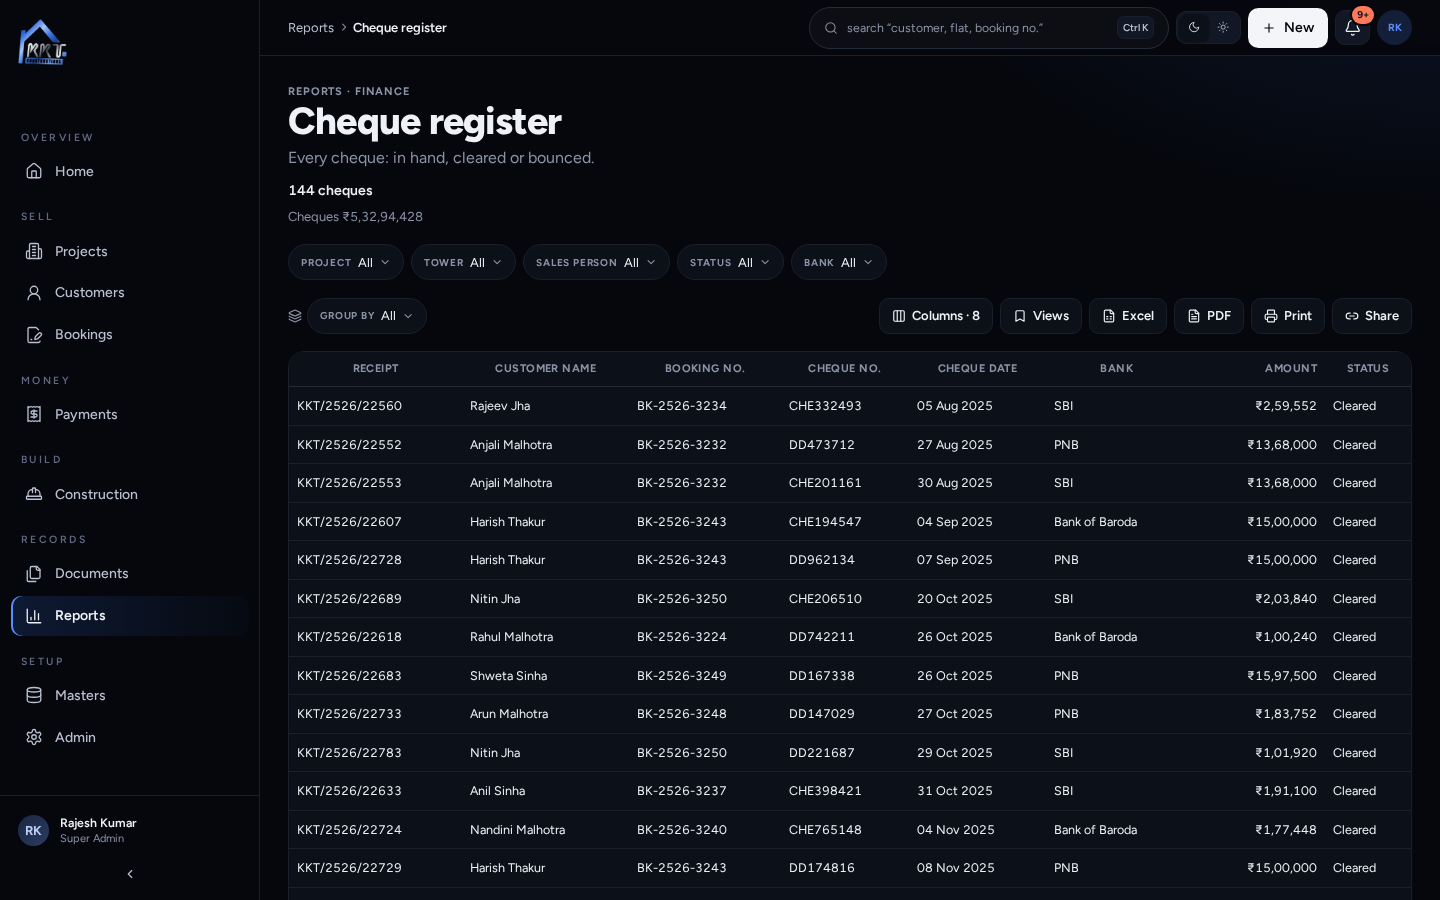 KKT
Reports > Cheque register
search “customer, flat, booking no.”
Ctrl K
New
9+
RK
OVERVIEW
Home
SELL
Projects
Customers
Bookings
MONEY
Payments
BUILD
Construction
RECORDS
Documents
Reports
SETUP
Masters
Admin
RK
Rajesh Kumar
Super Admin
REPORTS · FINANCE
Cheque register
Every cheque: in hand, cleared or bounced.
144 cheques
Cheques ₹5,32,94,428
PROJECT All TOWER All SALES PERSON All STATUS All BANK All
GROUP BY All Columns · 8 Views Excel PDF Print Share
RECEIPT CUSTOMER NAME BOOKING NO. CHEQUE NO. CHEQUE DATE BANK AMOUNT STATUS
KKT/2526/22560 Rajeev Jha BK-2526-3234 CHE332493 05 Aug 2025 SBI ₹2,59,552 Cleared
KKT/2526/22552 Anjali Malhotra BK-2526-3232 DD473712 27 Aug 2025 PNB ₹13,68,000 Cleared
KKT/2526/22553 Anjali Malhotra BK-2526-3232 CHE201161 30 Aug 2025 SBI ₹13,68,000 Cleared
KKT/2526/22607 Harish Thakur BK-2526-3243 CHE194547 04 Sep 2025 Bank of Baroda ₹15,00,000 Cleared
KKT/2526/22728 Harish Thakur BK-2526-3243 DD962134 07 Sep 2025 PNB ₹15,00,000 Cleared
KKT/2526/22689 Nitin Jha BK-2526-3250 CHE206510 20 Oct 2025 SBI ₹2,03,840 Cleared
KKT/2526/22618 Rahul Malhotra BK-2526-3224 DD742211 26 Oct 2025 Bank of Baroda ₹1,00,240 Cleared
KKT/2526/22683 Shweta Sinha BK-2526-3249 DD167338 26 Oct 2025 PNB ₹15,97,500 Cleared
KKT/2526/22733 Arun Malhotra BK-2526-3248 DD147029 27 Oct 2025 PNB ₹1,83,752 Cleared
KKT/2526/22783 Nitin Jha BK-2526-3250 DD221687 29 Oct 2025 SBI ₹1,01,920 Cleared
KKT/2526/22633 Anil Sinha BK-2526-3237 CHE398421 31 Oct 2025 SBI ₹1,91,100 Cleared
KKT/2526/22724 Nandini Malhotra BK-2526-3240 CHE765148 04 Nov 2025 Bank of Baroda ₹1,77,448 Cleared
KKT/2526/22729 Harish Thakur BK-2526-3243 DD174816 08 Nov 2025 PNB ₹15,00,000 Cleared